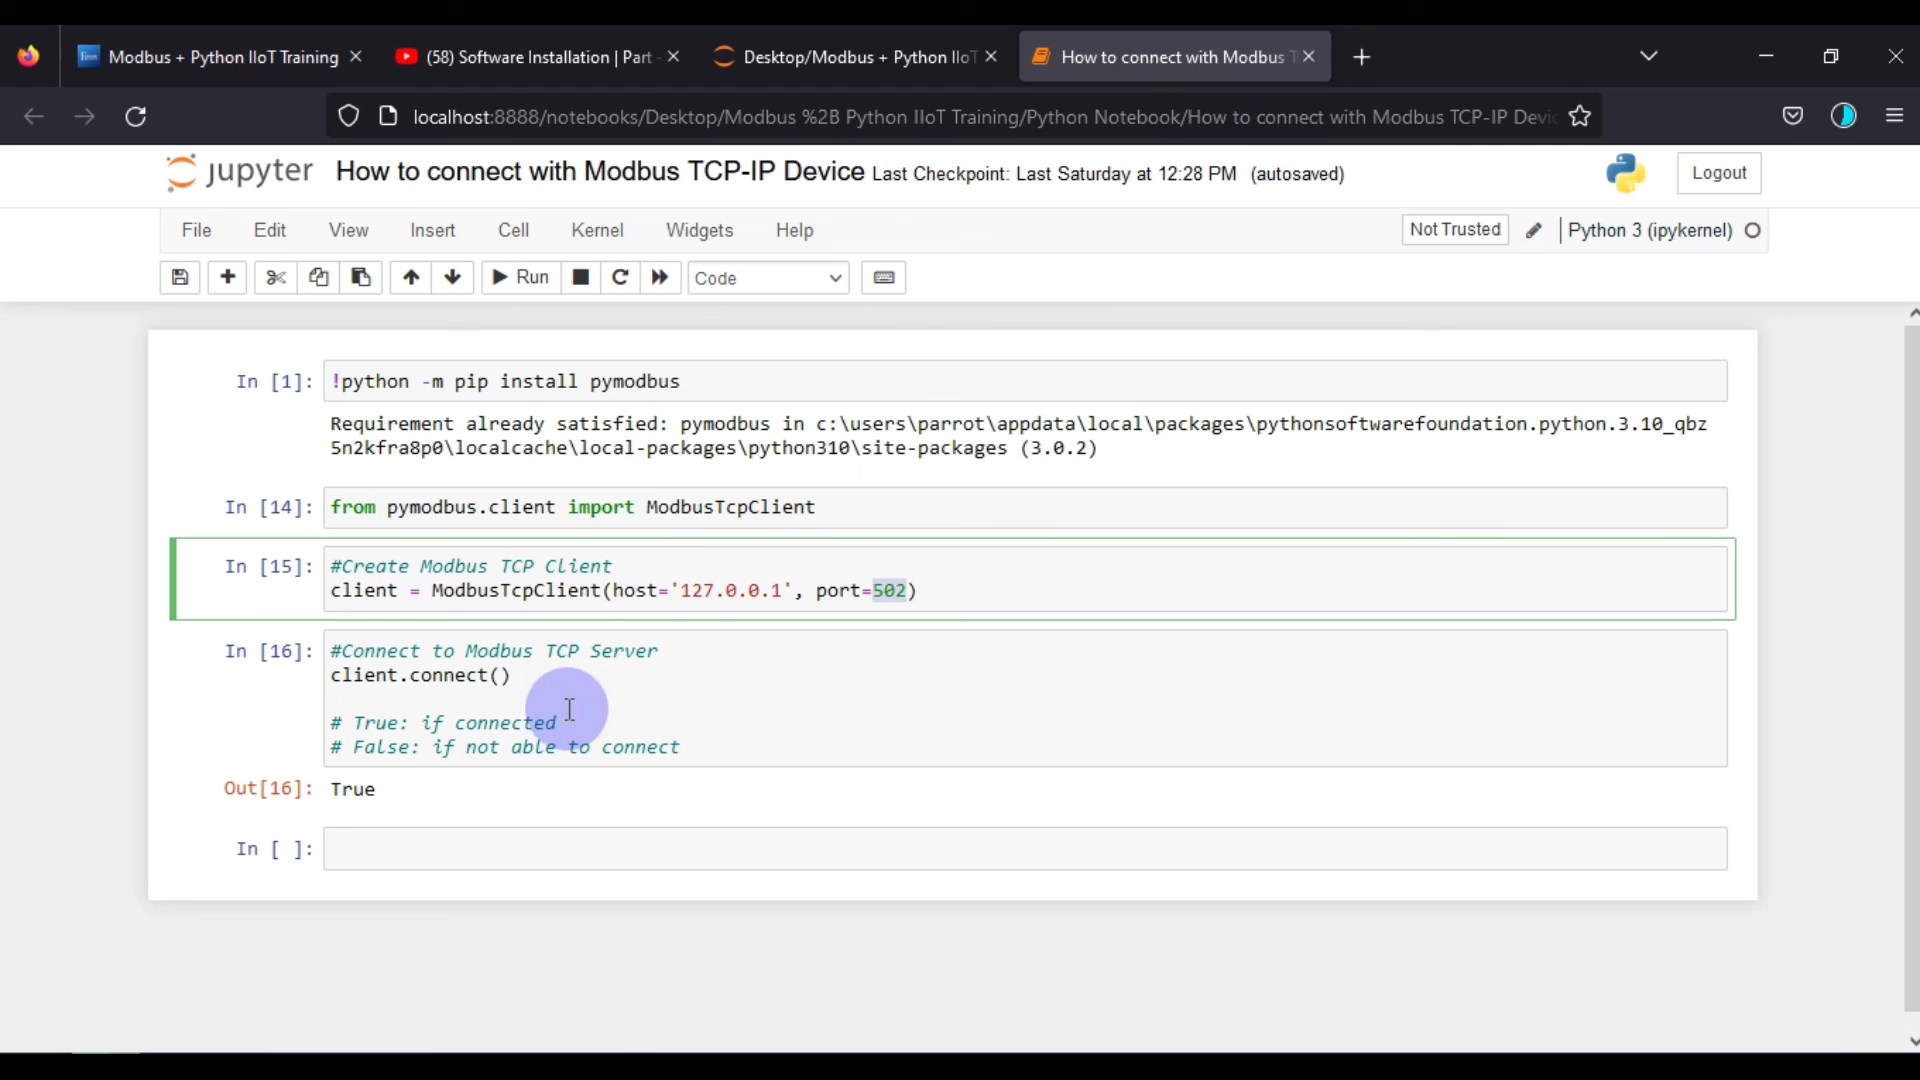 Modbus + Python IIoT Training
(58) Software Installation | Part -
Desktop/Modbus + Python IIoT
How to connect with Modbus T
localhost:8888/notebooks/Desktop/Modbus %2B Python IIoT Training/Python Notebook/How to connect with Modbus TCP-IP Devic
jupyter How to connect with Modbus TCP-IP Device Last Checkpoint: Last Saturday at 12:28 PM (autosaved) Logout
File Edit View Insert Cell Kernel Widgets Help Not Trusted Python 3 (ipykernel)
Run Code
In [1]: !python -m pip install pymodbus
Requirement already satisfied: pymodbus in c:\users\parrot\appdata\local\packages\pythonsoftwarefoundation.python.3.10_qbz
5n2kfra8p0\localcache\local-packages\python310\site-packages (3.0.2)
In [14]: from pymodbus.client import ModbusTcpClient
In [15]: #Create Modbus TCP Client
client = ModbusTcpClient(host='127.0.0.1', port=502)
In [16]: #Connect to Modbus TCP Server
client.connect()
# True: if connected
# False: if not able to connect
Out[16]: True
In [ ]: